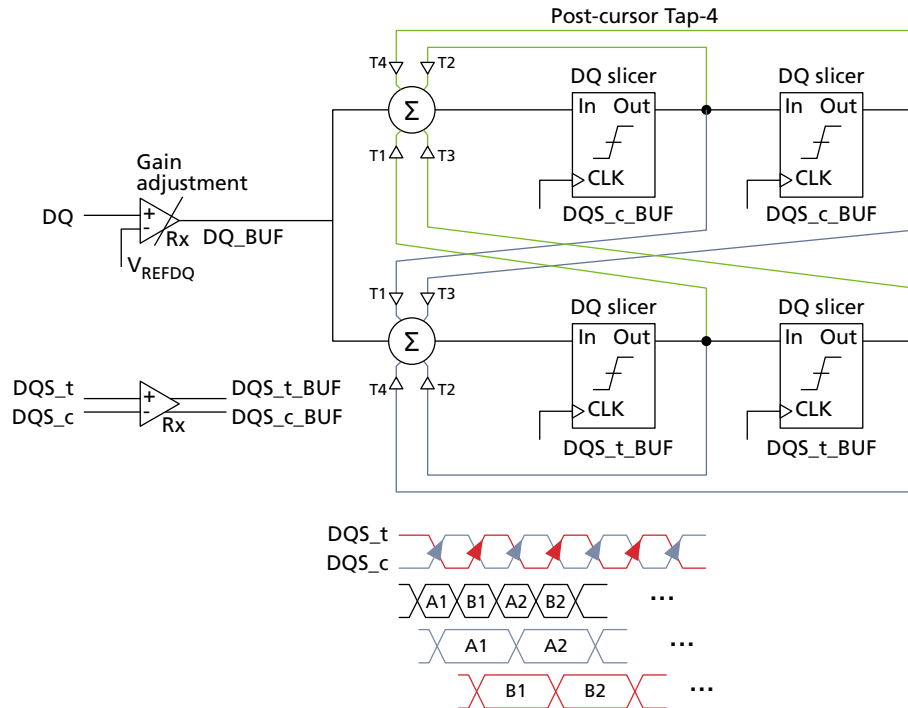 Post-cursor Tap-4
T4
T2
DQ slicer
DQ slicer
In Out
In Out
Σ
T1
T3
CLK
CLK
Gain
adjustment
DQS_c_BUF
DQS_c_BUF
DQ
+
-
Rx
DQ_BUF
VREFDQ
T1
T3
DQ slicer
DQ slicer
In Out
In Out
Σ
T4
T2
CLK
CLK
DQS_t
DQS_c
+
-
Rx
DQS_t_BUF
DQS_c_BUF
DQS_t_BUF
DQS_t_BUF
DQS_t
DQS_c
A1 B1 A2 B2 ...
A1 A2 ...
B1 B2 ...